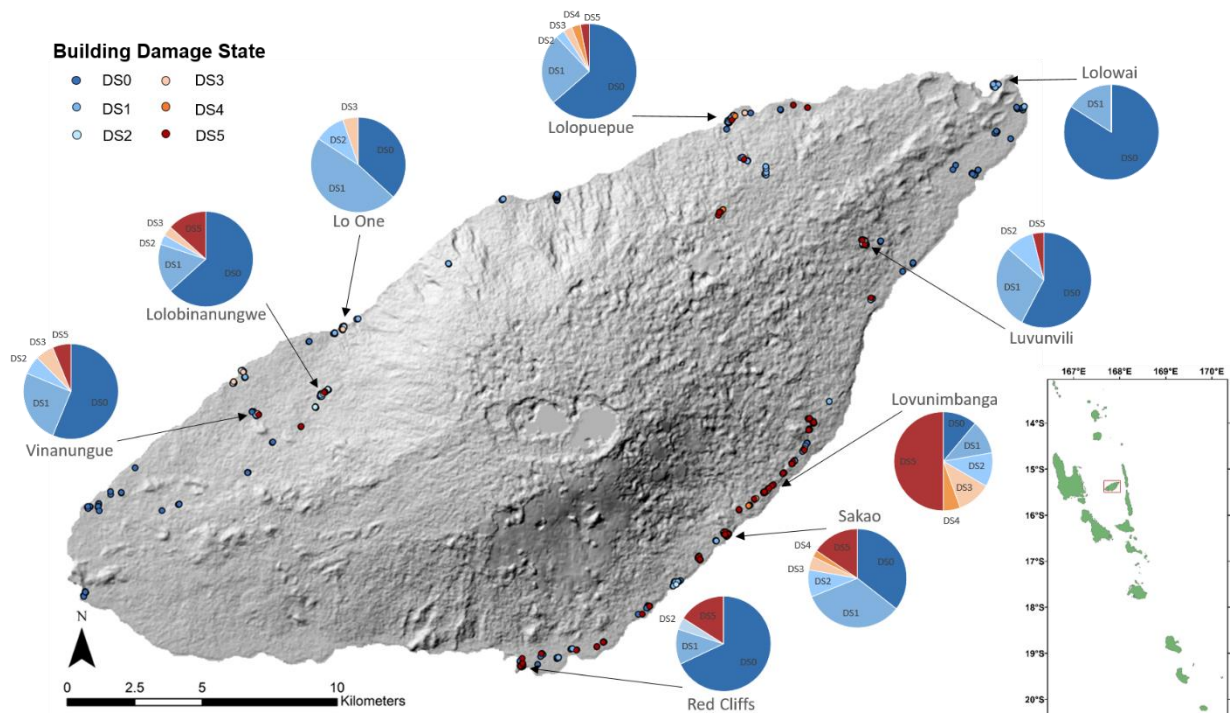 Building Damage State
DS0
DS3
DS1
DS4
DS2
DS5
DS3
DS2
DS0
DS1
Lo One
DS4
DS5
DS3
DS2
DS1
DS0
Lolopuepue
Lolowai
DS1
DS0
DS3
DS5
DS2
DS1
DS0
Lolobinanungwe
DS5
DS2
DS1
DS0
Luvunvili
DS5
DS3
DS2
DS1
DS0
Vinanungue
Lovunimbanga
DS0
DS1
DS5
DS2
DS3
DS4
Sakao
DS4
DS5
DS3
DS0
DS2
DS1
DS5
DS2
DS1
DS0
Red Cliffs
N
0 2.5 5 10
Kilometers
167°E 168°E 169°E 170°E
14°S
15°S
16°S
17°S
18°S
19°S
20°S